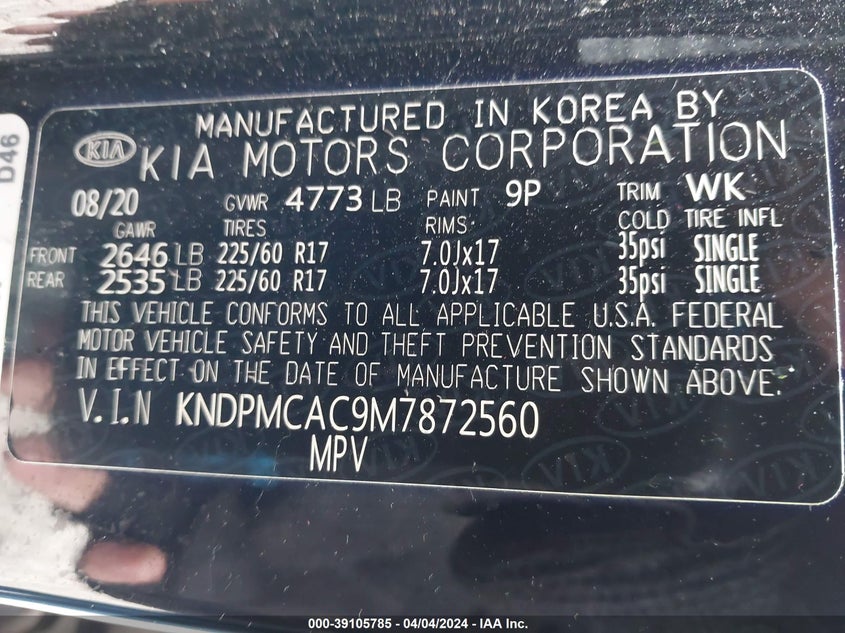 D46
MANUFACTURED IN KOREA BY
KIA KIA MOTORS CORPORATION
08/20 GVWR 4773 LB PAINT 9P TRIM WK
GAWR TIRES RIMS COLD TIRE INFL
FRONT 2646 LB 225/60 R17 7.0Jx17 35psi SINGLE
REAR 2535 LB 225/60 R17 7.0Jx17 35psi SINGLE
THIS VEHICLE CONFORMS TO ALL APPLICABLE U.S.A. FEDERAL
MOTOR VEHICLE SAFETY AND THEFT PREVENTION STANDARDS
IN EFFECT ON THE DATE OF MANUFACTURE SHOWN ABOVE.
V.I.N KNDPMCAC9M7872560
MPV
000-39105785 - 04/04/2024 - IAA Inc.